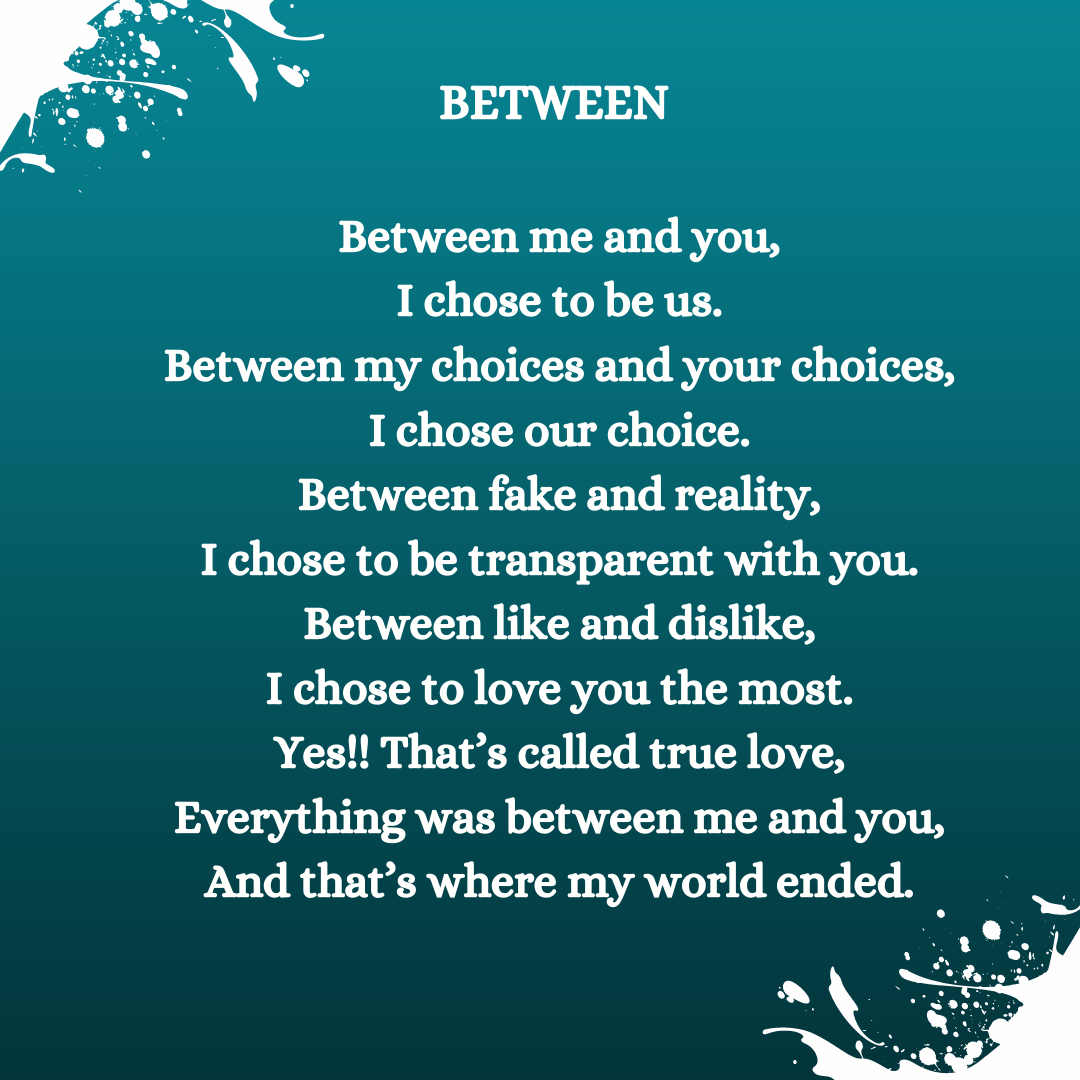 BETWEEN
Between me and you,
I chose to be us.
Between my choices and your choices,
I chose our choice.
Between fake and reality,
I chose to be transparent with you.
Between like and dislike,
I chose to love you the most.
Yes!! That’s called true love,
Everything was between me and you,
And that’s where my world ended.